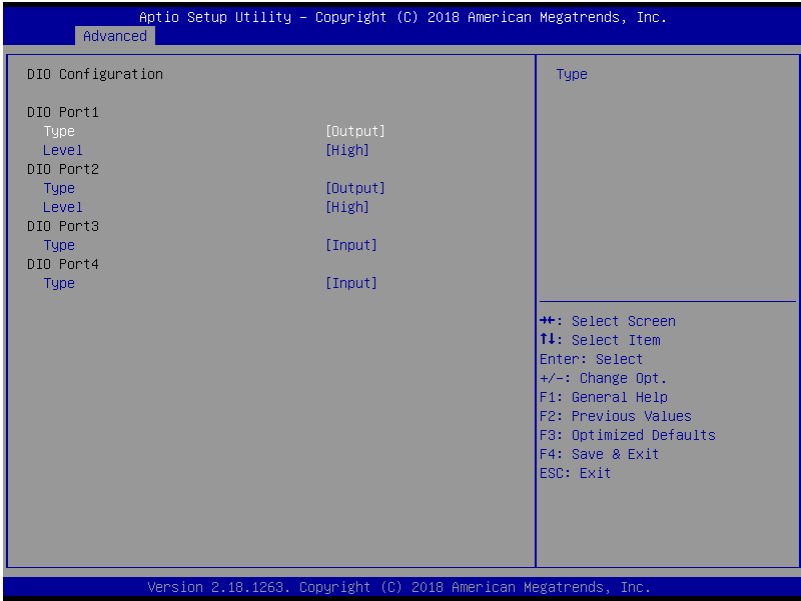 Aptio Setup Utility – Copyright (C) 2018 American Megatrends, Inc.
Advanced
DIO Configuration
DIO Port1
Type [Output]
Level [High]
DIO Port2
Type [Output]
Level [High]
DIO Port3
Type [Input]
DIO Port4
Type [Input]
Type
→←: Select Screen
↑↓: Select Item
Enter: Select
+/-: Change Opt.
F1: General Help
F2: Previous Values
F3: Optimized Defaults
F4: Save & Exit
ESC: Exit
Version 2.18.1263. Copyright (C) 2018 American Megatrends, Inc.